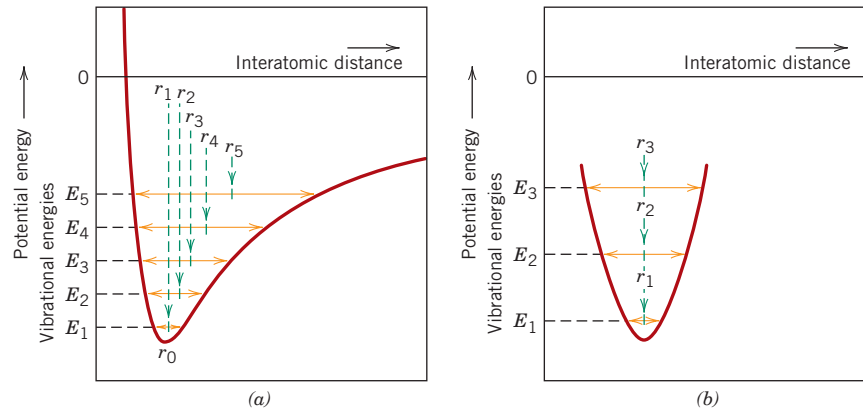 Potential energy
Vibrational energies
0
Interatomic distance
r1
r2
r3
r4
r5
E5
E4
E3
E2
E1
r0
(a)
Potential energy
Vibrational energies
0
Interatomic distance
r3
E3
r2
E2
r1
E1
(b)